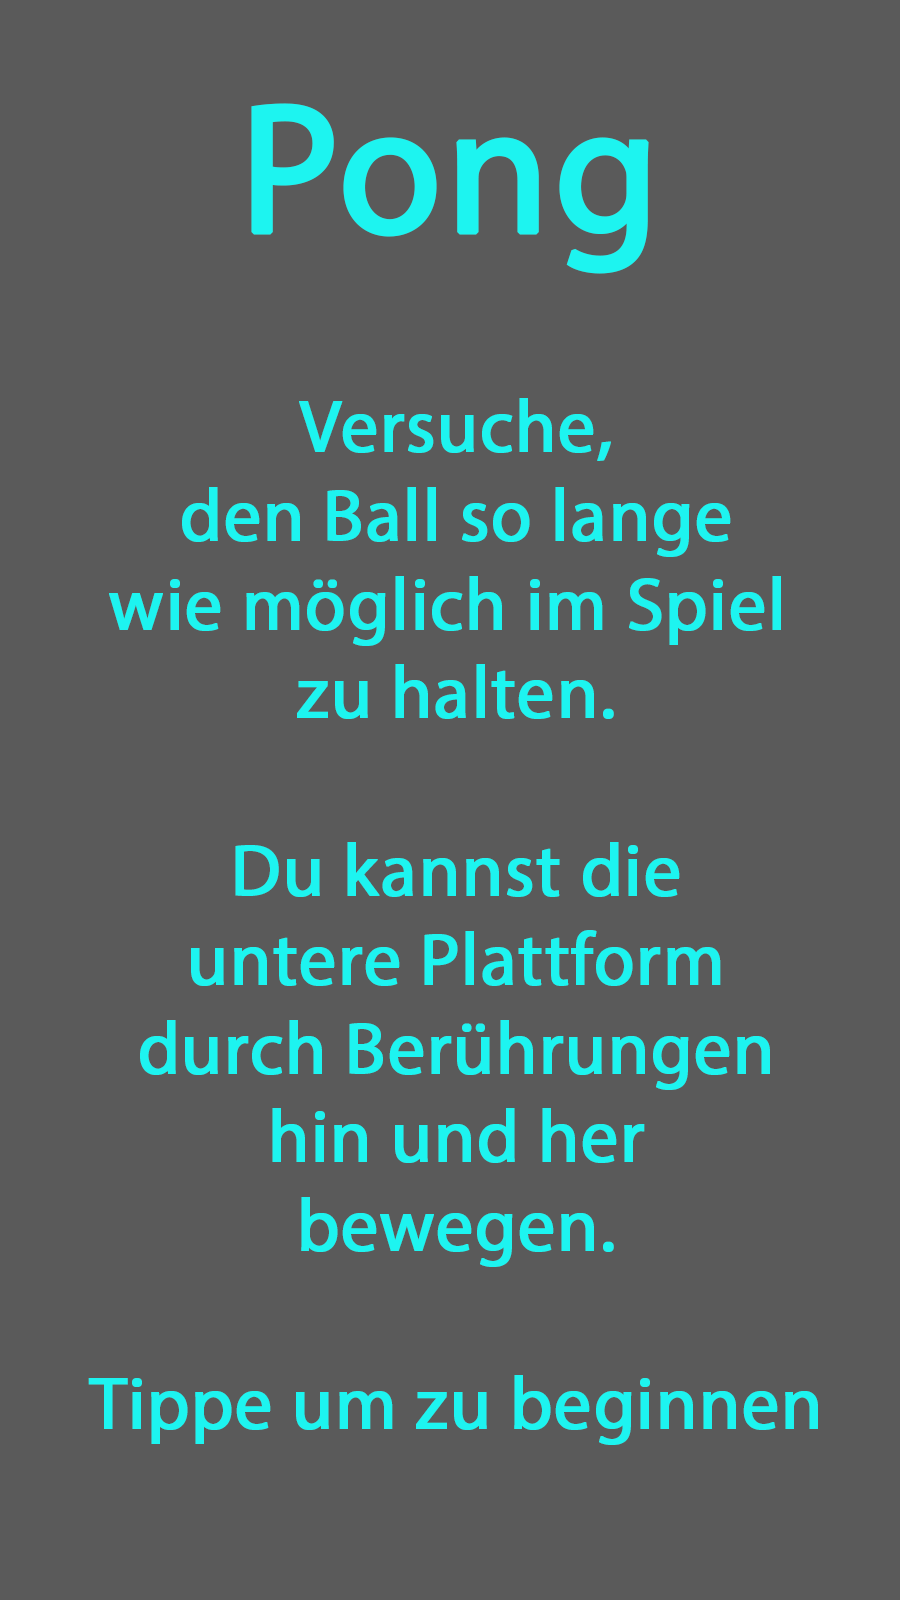 Pong
Versuche,
den Ball so lange
wie möglich im Spiel
zu halten.
Du kannst die
untere Plattform
durch Berührungen
hin und her
bewegen.
Tippe um zu beginnen